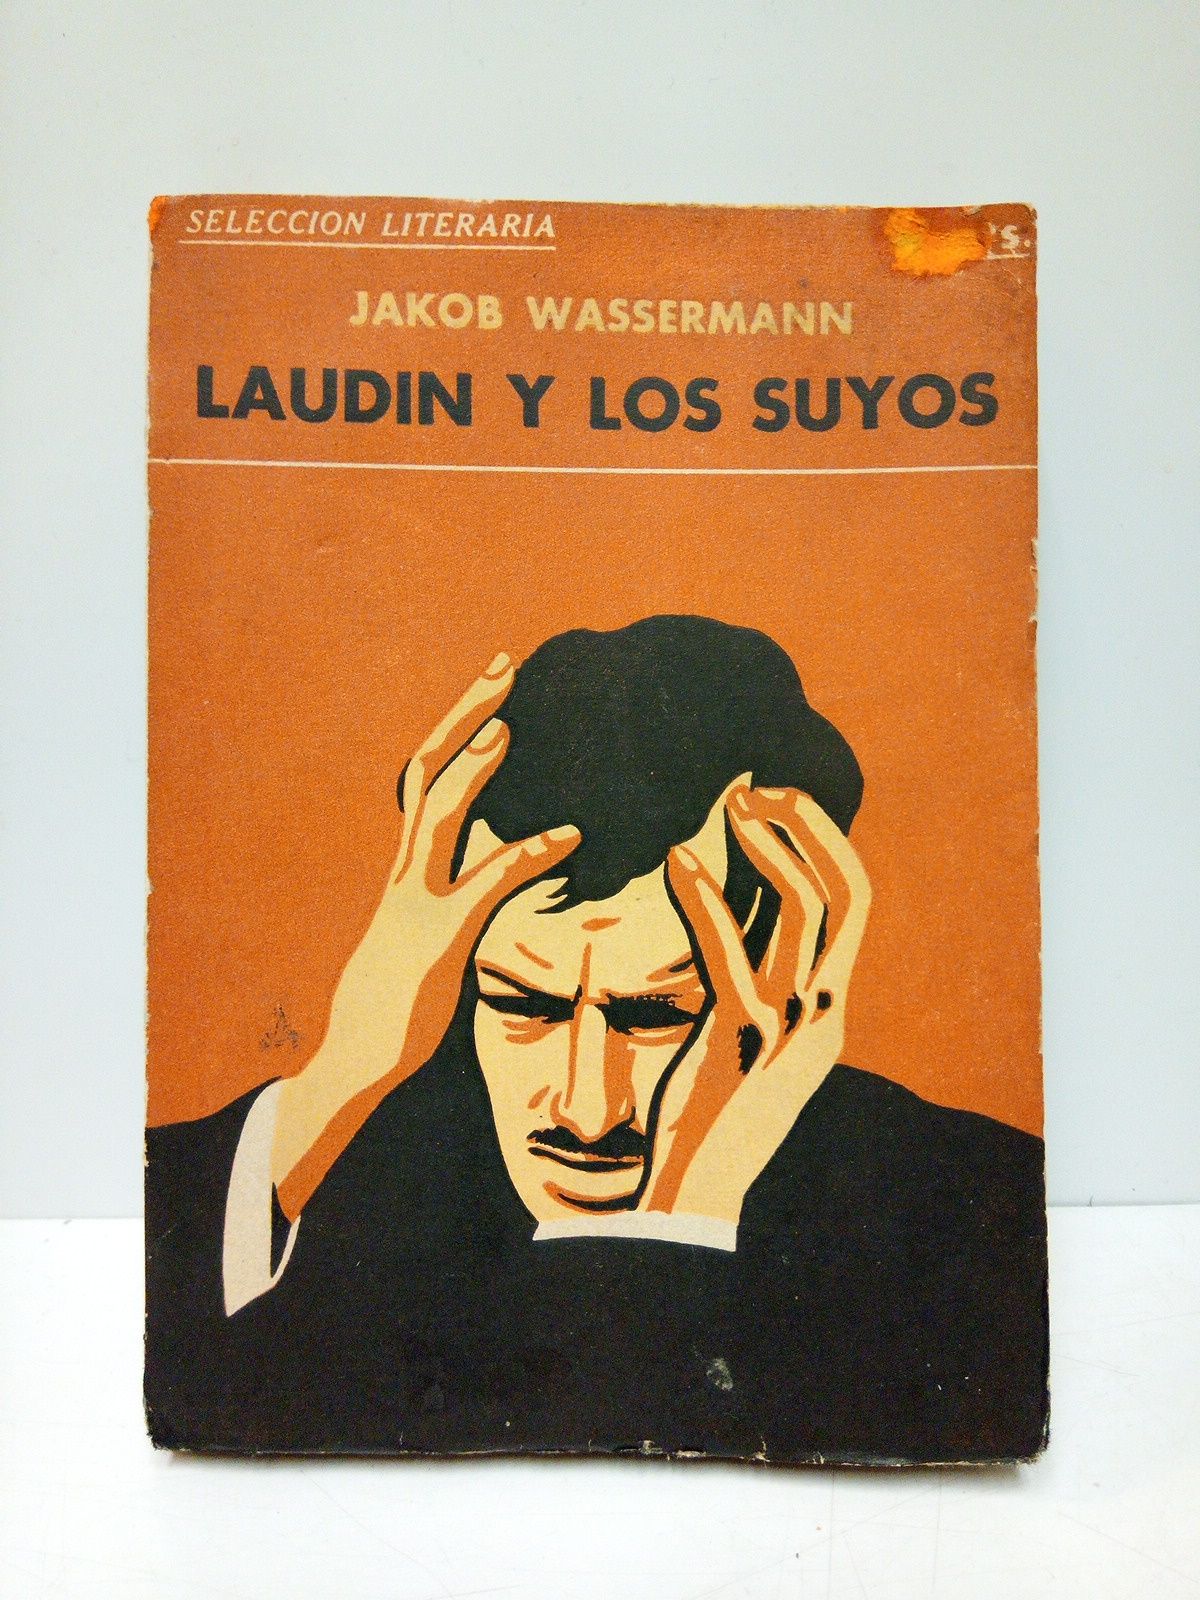 SELECCION LITERARIA
JAKOB WASSERMANN
LAUDIN Y LOS SUYOS